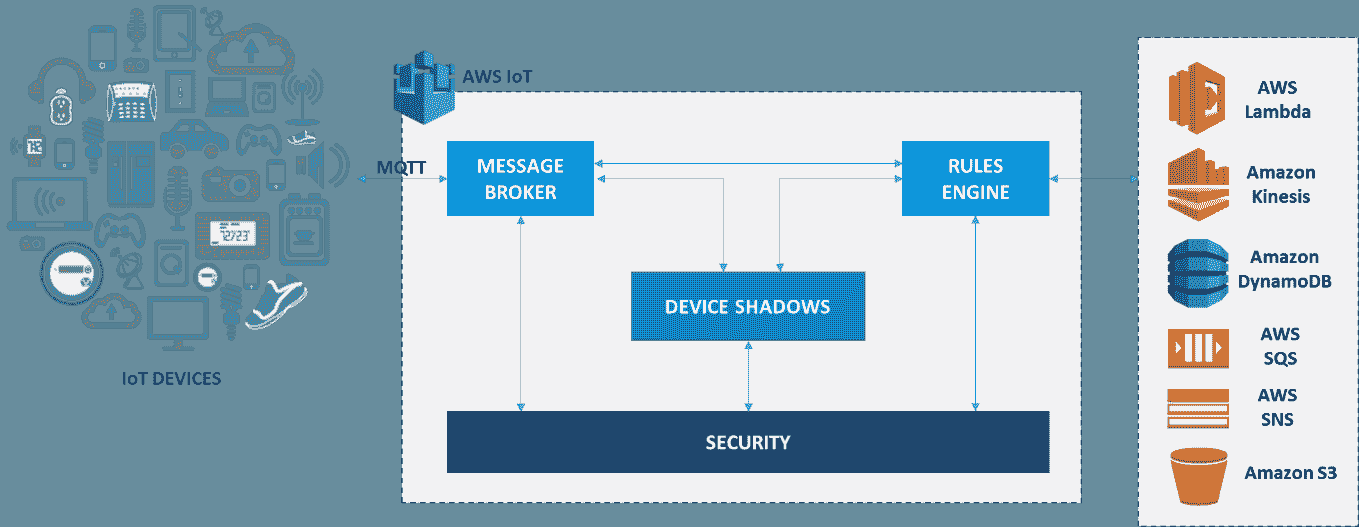 AWS IoT
MQTT
MESSAGE
BROKER
RULES
ENGINE
DEVICE SHADOWS
SECURITY
IoT DEVICES
AWS
Lambda
Amazon
Kinesis
Amazon
DynamoDB
AWS
SQS
AWS
SNS
Amazon S3